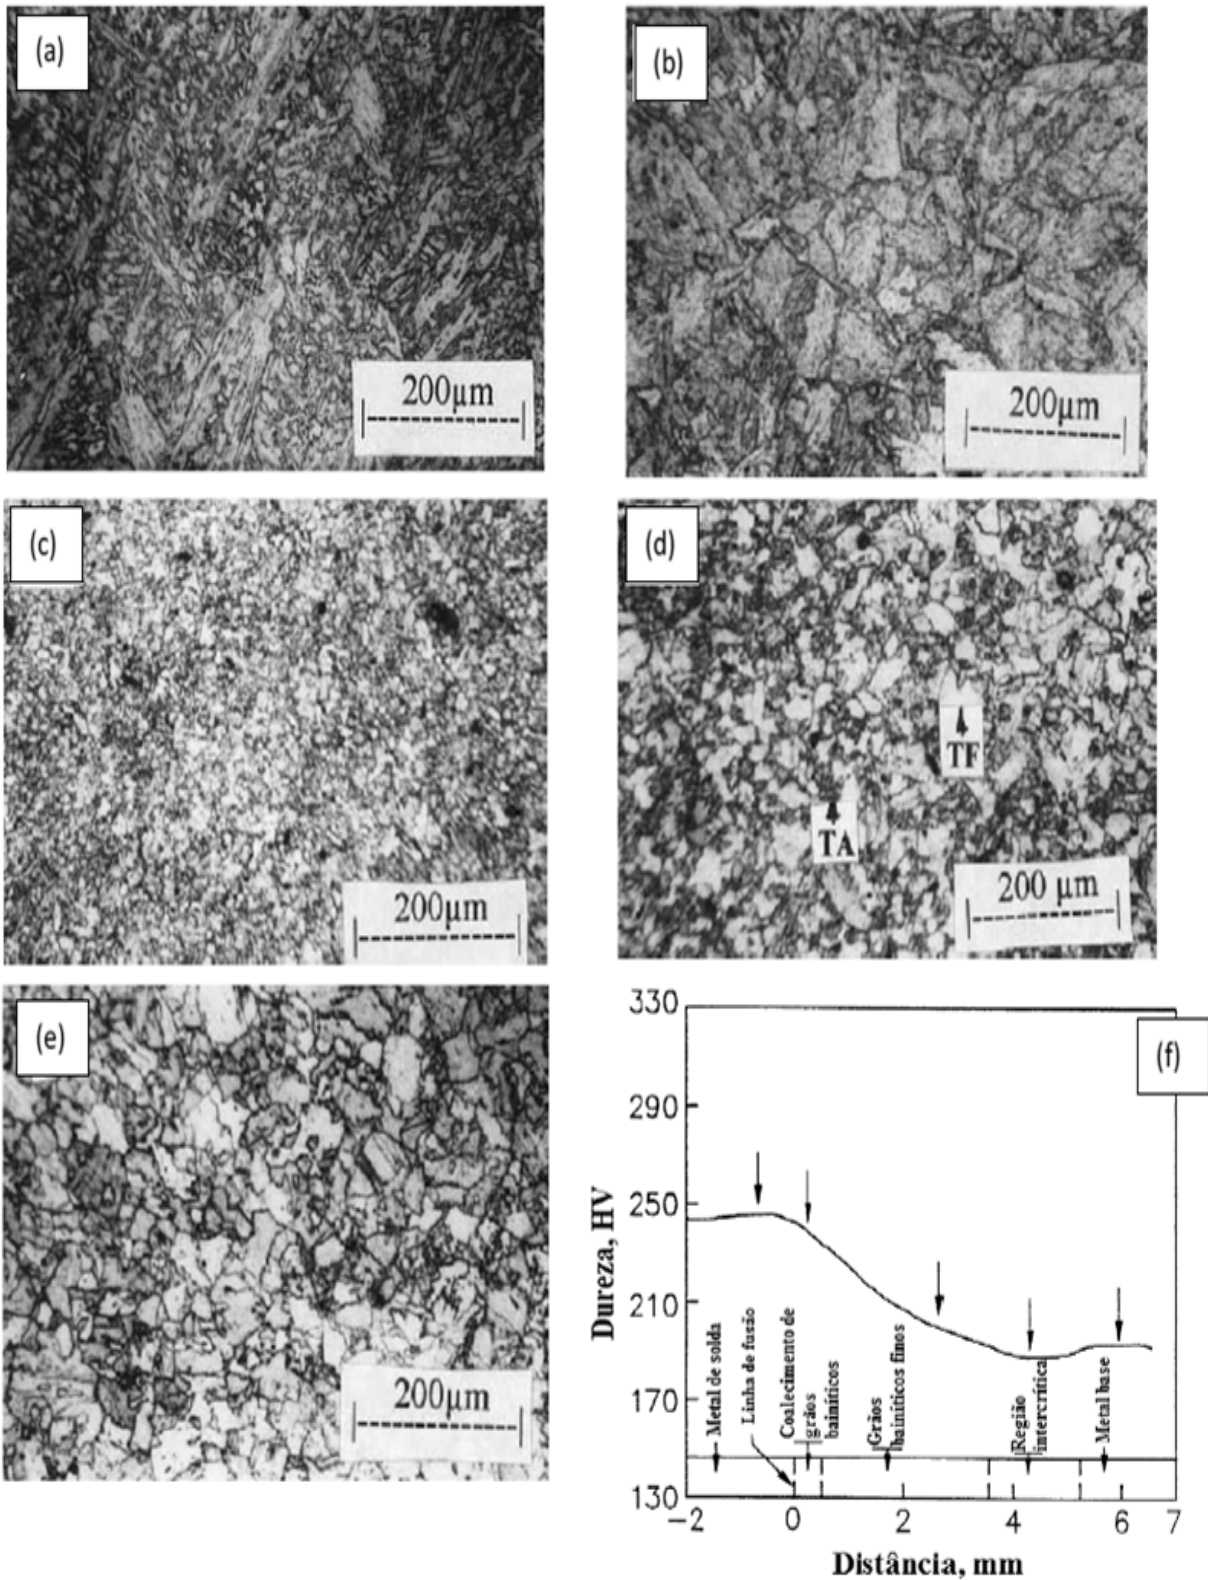 (a)
200µm
(b)
200µm
(c)
200µm
(d)
TF
TA
200 µm
(e)
200µm
(f)
330
290
250
210
170
130
Dureza, HV
Metal de solda
Linha de fusão
Coalecimento de
grãos
bainíticos
Grãos
bainiticos finos
Região
intercrítica
Metal base
-2
0
2
4
6
7
Distância, mm